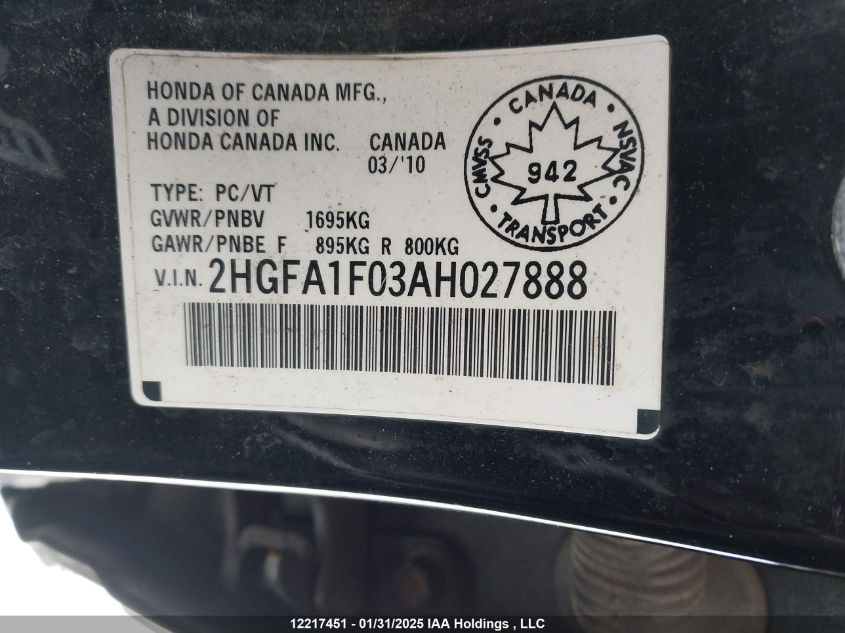 HONDA OF CANADA MFG.,
A DIVISION OF
HONDA CANADA INC. CANADA
03/'10
TYPE: PC/VT
GVWR/PNBV 1695KG
GAWR/PNBE F 895KG R 800KG
V.I.N. 2HGFA1F03AH027888
CMVSS • CANADA • NSVAC
942
• TRANSPORT •
12217451 - 01/31/2025 IAA Holdings , LLC